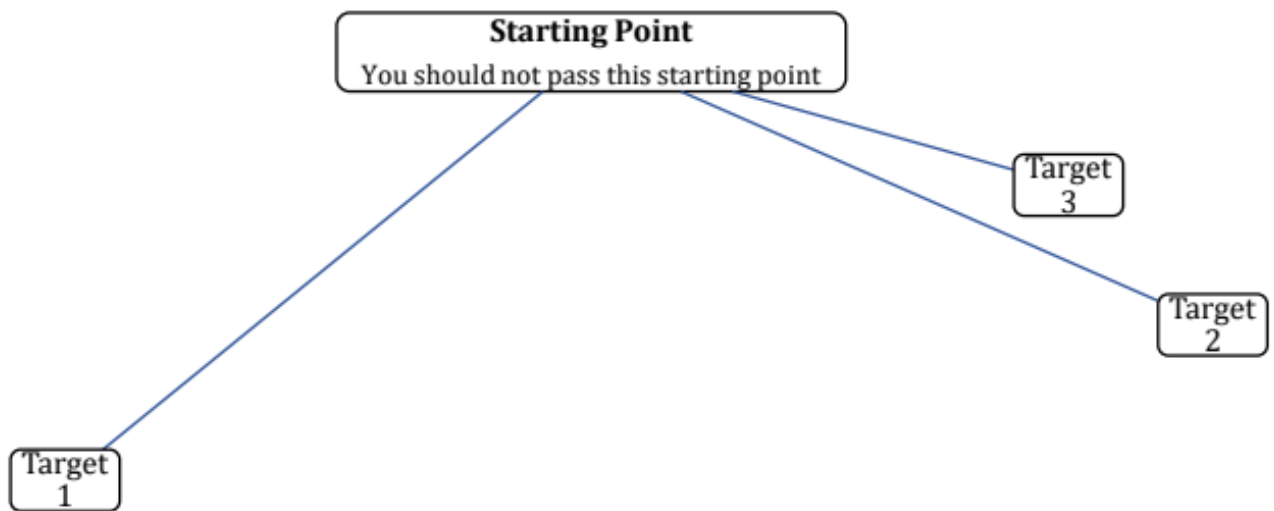 Starting Point
You should not pass this starting point
Target
3
Target
2
Target
1